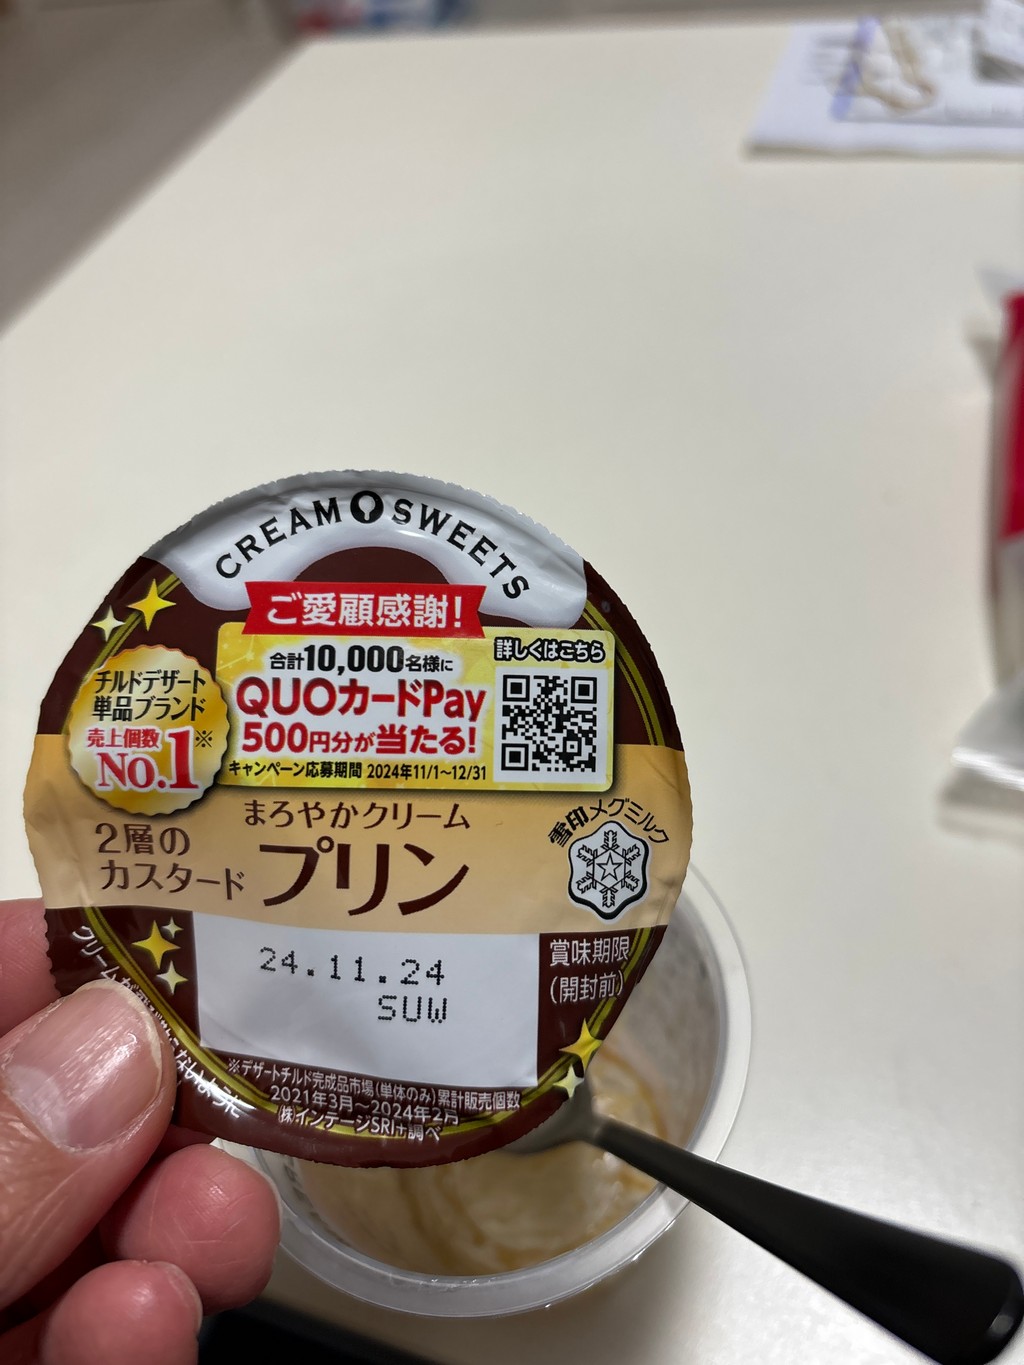 CREAM SWEETS
ご愛顧感謝!
合計10,000名様に
QUOカードPay
500円分が当たる!
キャンペーン応募期間 2024年11/1~12/31
詳しくはこちら
チルドデザート
単品ブランド
売上個数
No.1※
まろやかクリーム
2層の
カスタード
プリン
雪印メグミルク
24.11.24
SUW
賞味期限
(開封前)
※デザートチルド完成品市場(単体のみ)累計販売個数
2021年3月~2024年2月
㈱インテージSRI+調べ